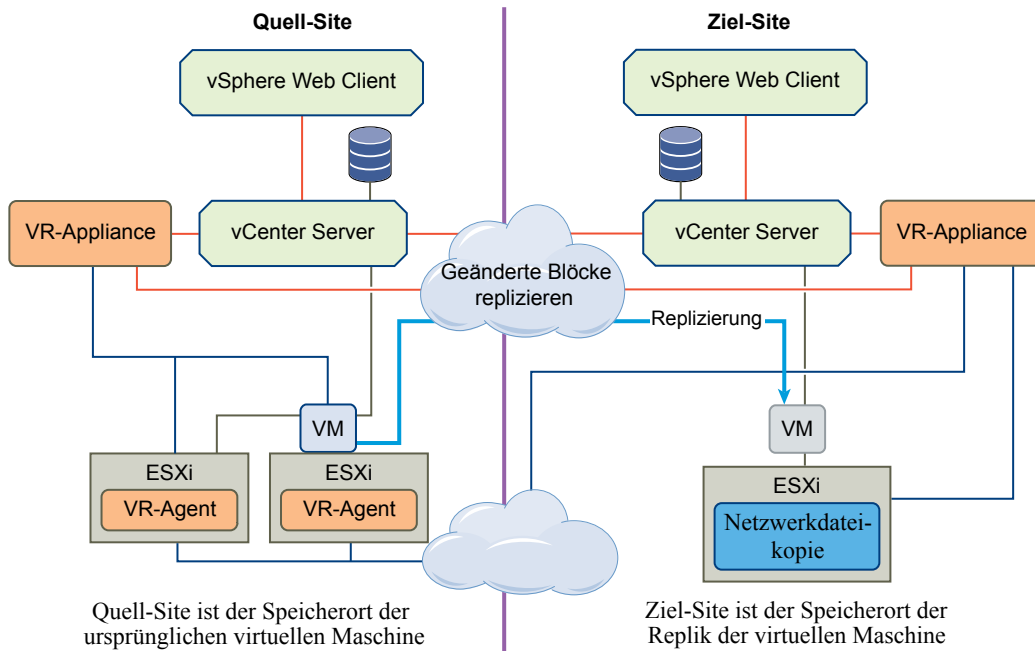 Quell-Site
Ziel-Site
vSphere Web Client
vSphere Web Client
VR-Appliance
vCenter Server
vCenter Server
VR-Appliance
Geänderte Blöcke
replizieren
Replizierung
VM
VM
ESXi
VR-Agent
ESXi
VR-Agent
ESXi
Netzwerkdatei-
kopie
Quell-Site ist der Speicherort der
ursprünglichen virtuellen Maschine
Ziel-Site ist der Speicherort der
Replik der virtuellen Maschine